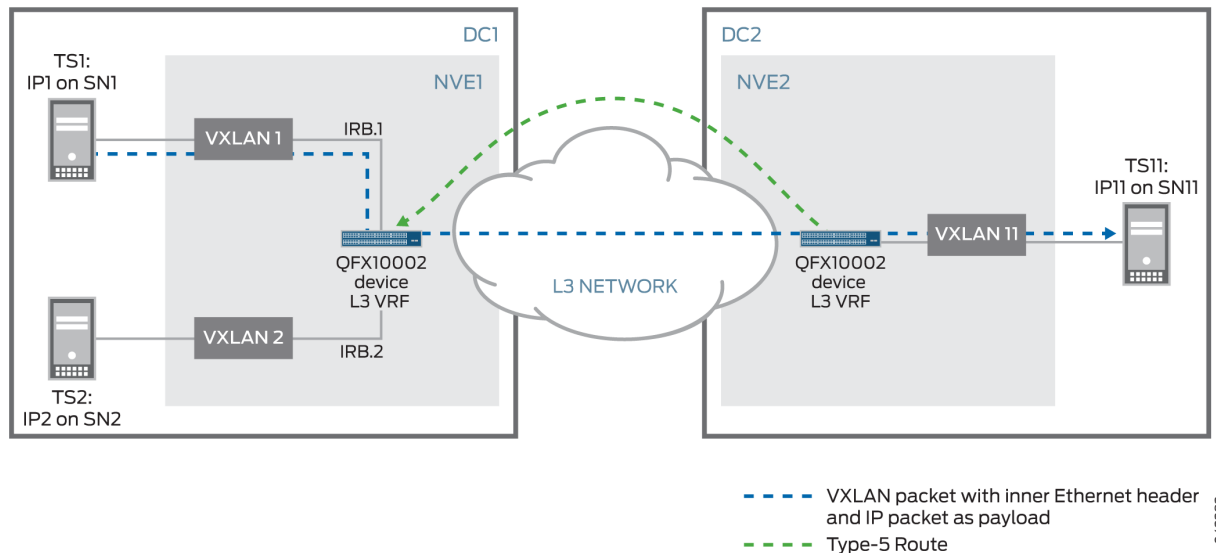 DC1
DC2
TS1:
IP1 on SN1
NVE1
NVE2
VXLAN 1
IRB.1
TS11:
IP11 on SN11
VXLAN 11
QFX10002
device
L3 VRF
L3 NETWORK
QFX10002
device
L3 VRF
VXLAN 2
IRB.2
TS2:
IP2 on SN2
VXLAN packet with inner Ethernet header
and IP packet as payload
Type-5 Route